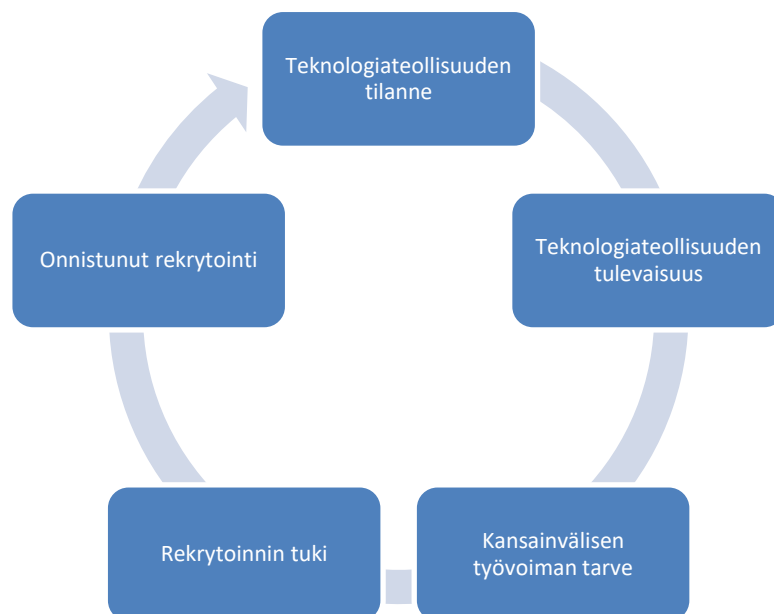 Teknologiateollisuuden
tilanne
Teknologiateollisuuden
tulevaisuus
Kansainvälisen
työvoiman tarve
Rekrytoinnin tuki
Onnistunut rekrytointi